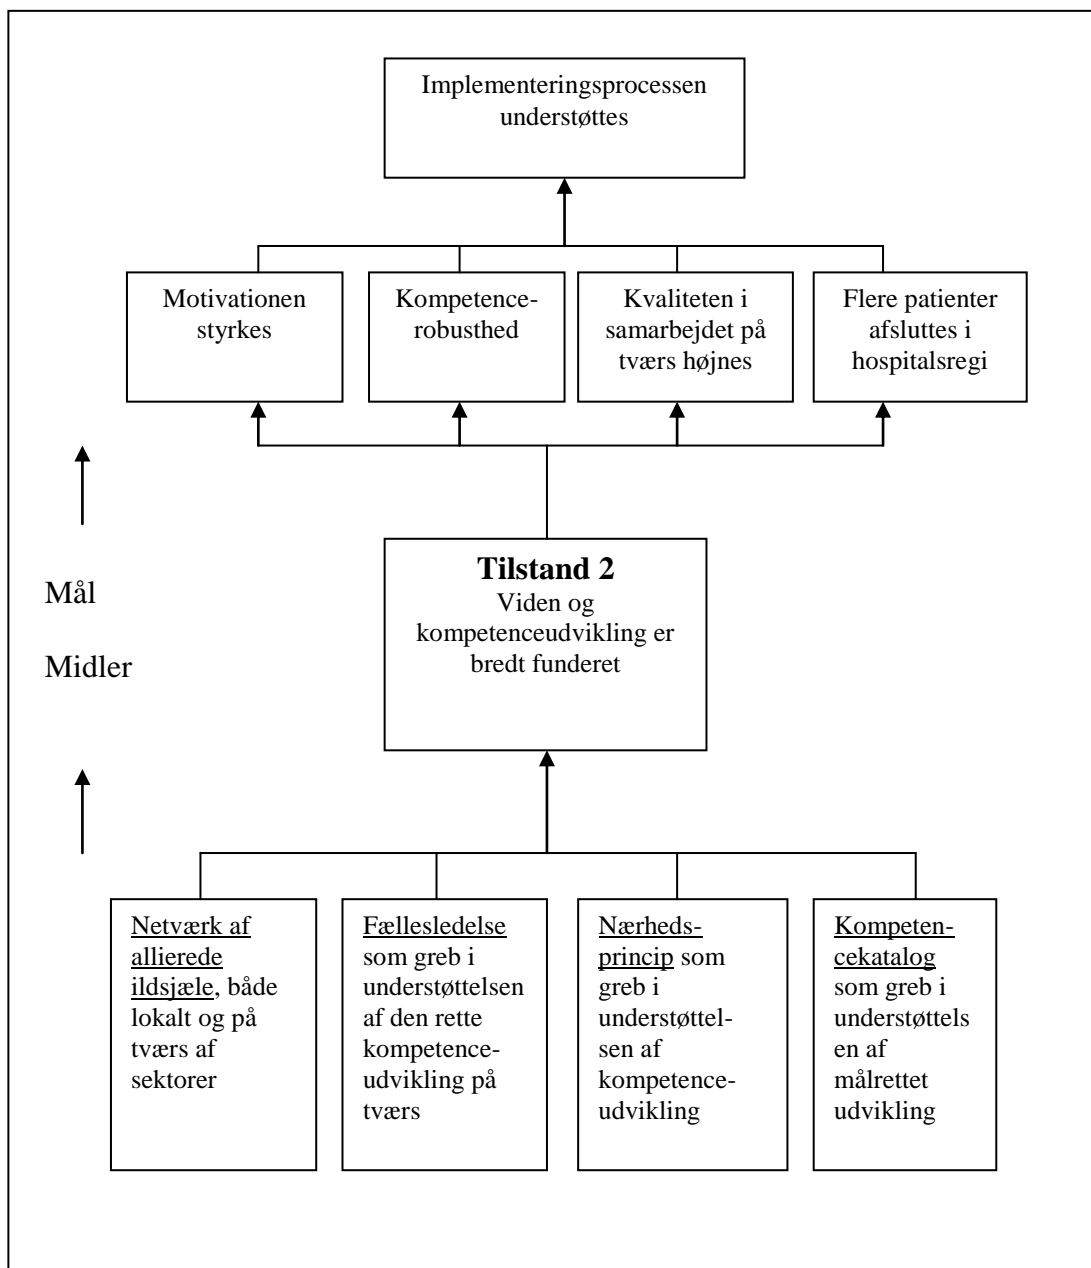 Implementeringsprocessen
understøttes
Motivationen
styrkes
Kompetence-
robusthed
Kvaliteten i
samarbejdet på
tværs højnes
Flere patienter
afsluttes i
hospitalsregi
Mål
Midler
Tilstand 2
Viden og
kompetenceudvikling er
bredt funderet
Netværk af
allierede
ildsjæle, både
lokalt og på
tværs af
sektorer
Fællesledelse
som greb i
understøttelsen
af den rette
kompetence-
udvikling på
tværs
Nærheds-
princip som
greb i
understøttel-
sen af
kompetence-
udvikling
Kompeten-
cekatalog
som greb i
understøttels
en af
målrettet
udvikling